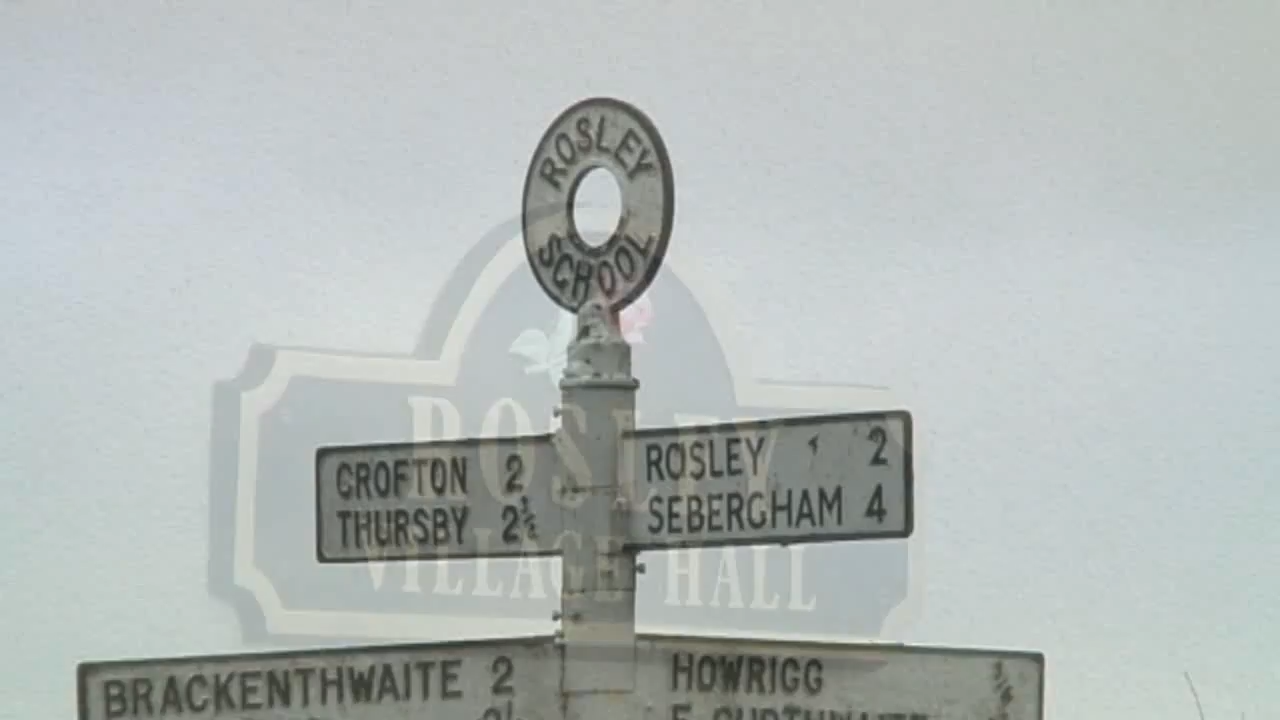 ROSLEY
SCHOOL
CROFTON 2
THURSBY 2½
ROSLEY 2
SEBERGHAM 4
ROSLEY
VILLAGE HALL
BRACKENTHWAITE 2
HOWRIGG